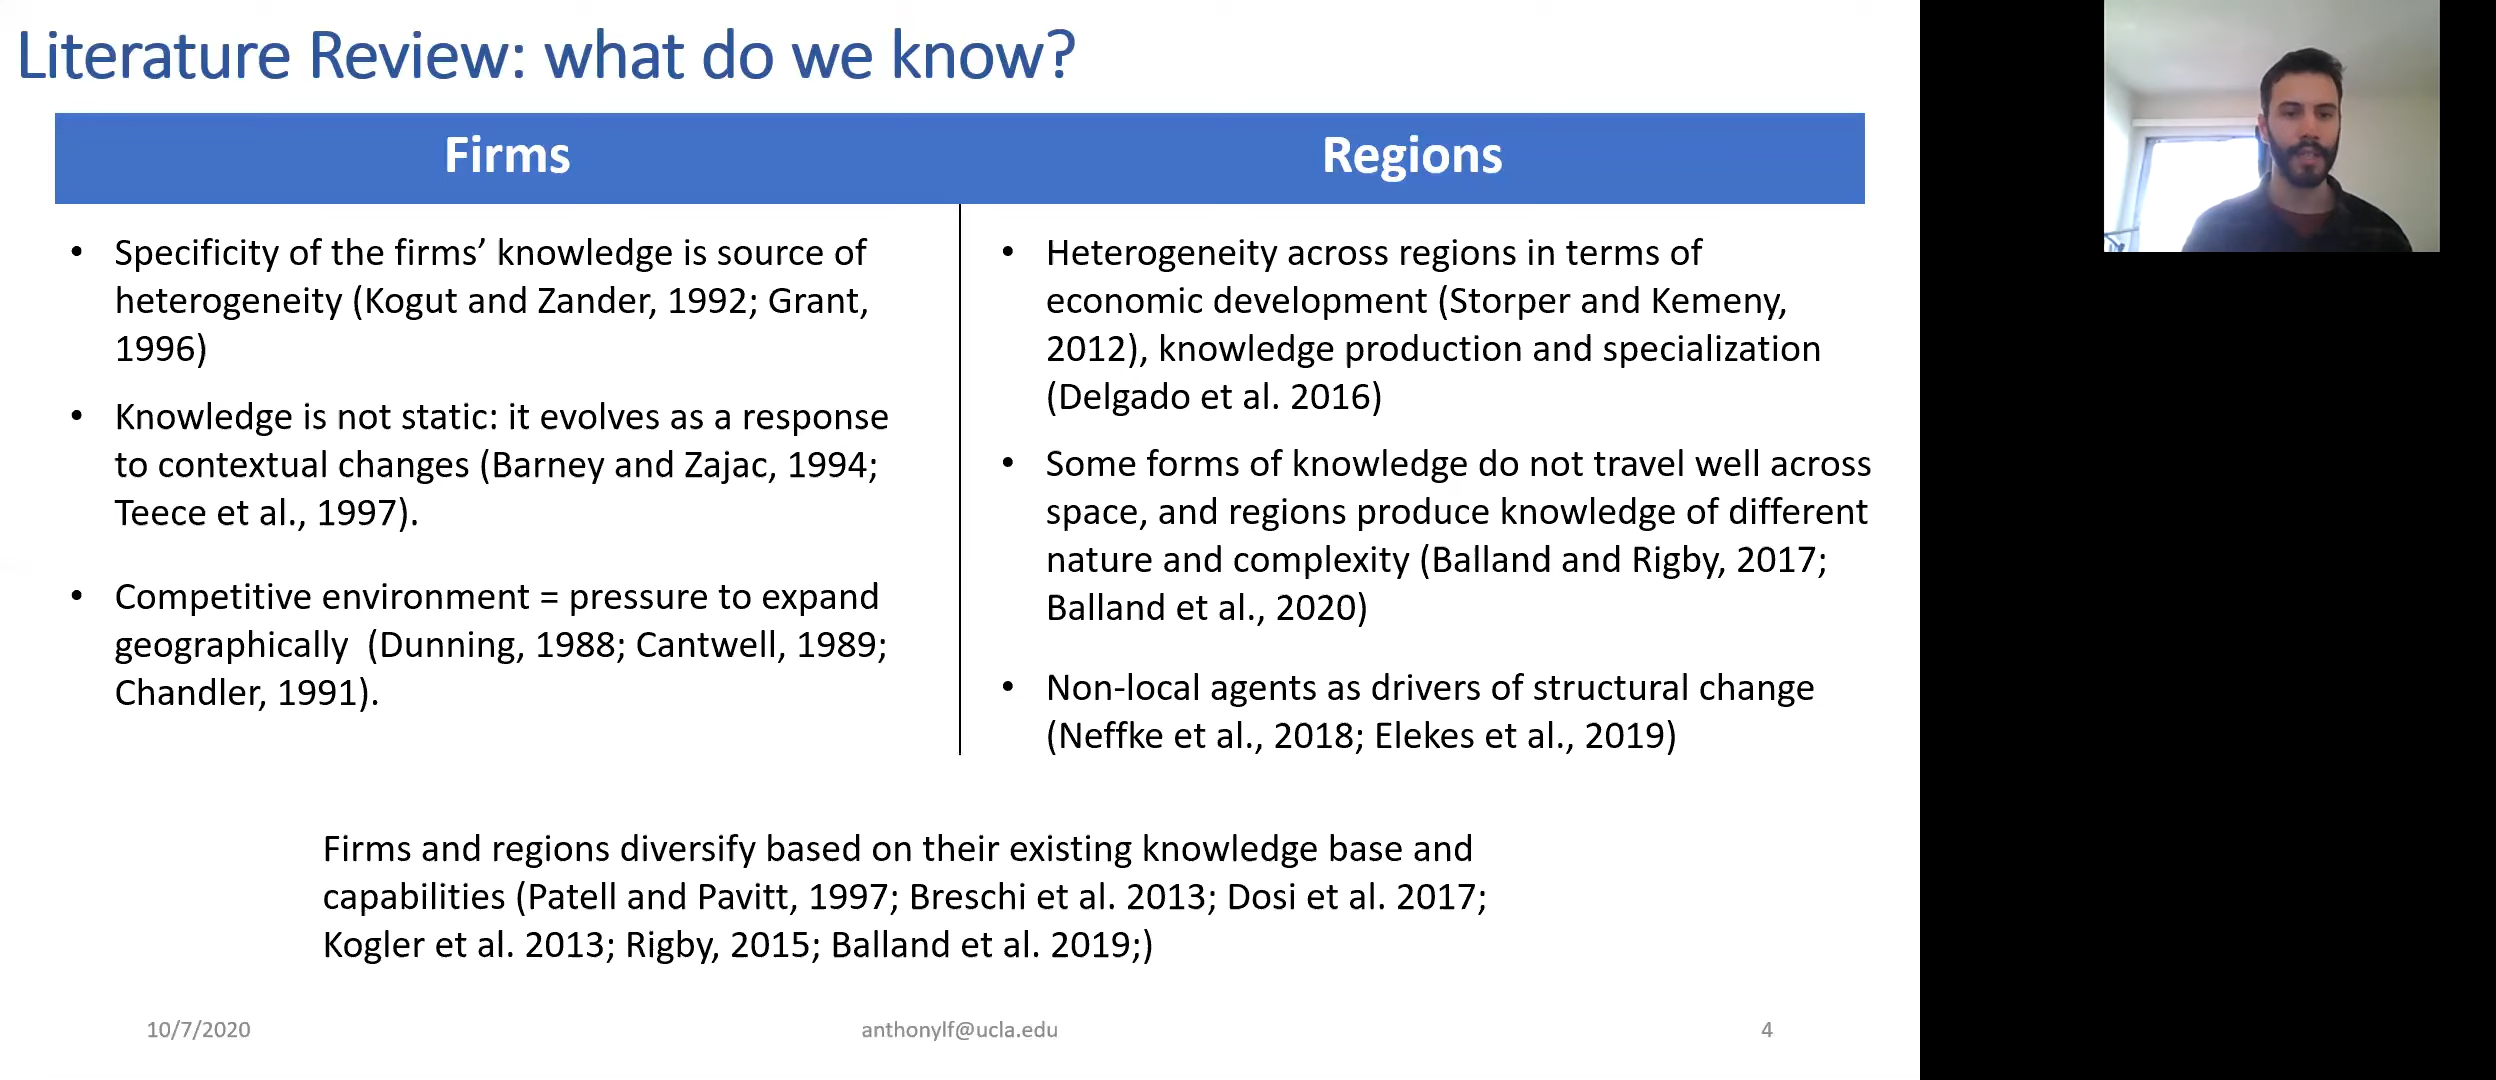 Literature Review: what do we know?
Firms
Regions
• Specificity of the firms’ knowledge is source of
heterogeneity (Kogut and Zander, 1992; Grant,
1996)
• Knowledge is not static: it evolves as a response
to contextual changes (Barney and Zajac, 1994;
Teece et al., 1997).
• Competitive environment = pressure to expand
geographically (Dunning, 1988; Cantwell, 1989;
Chandler, 1991).
• Heterogeneity across regions in terms of
economic development (Storper and Kemeny,
2012), knowledge production and specialization
(Delgado et al. 2016)
• Some forms of knowledge do not travel well across
space, and regions produce knowledge of different
nature and complexity (Balland and Rigby, 2017;
Balland et al., 2020)
• Non-local agents as drivers of structural change
(Neffke et al., 2018; Elekes et al., 2019)
Firms and regions diversify based on their existing knowledge base and
capabilities (Patell and Pavitt, 1997; Breschi et al. 2013; Dosi et al. 2017;
Kogler et al. 2013; Rigby, 2015; Balland et al. 2019;)
10/7/2020
anthonylf@ucla.edu
4